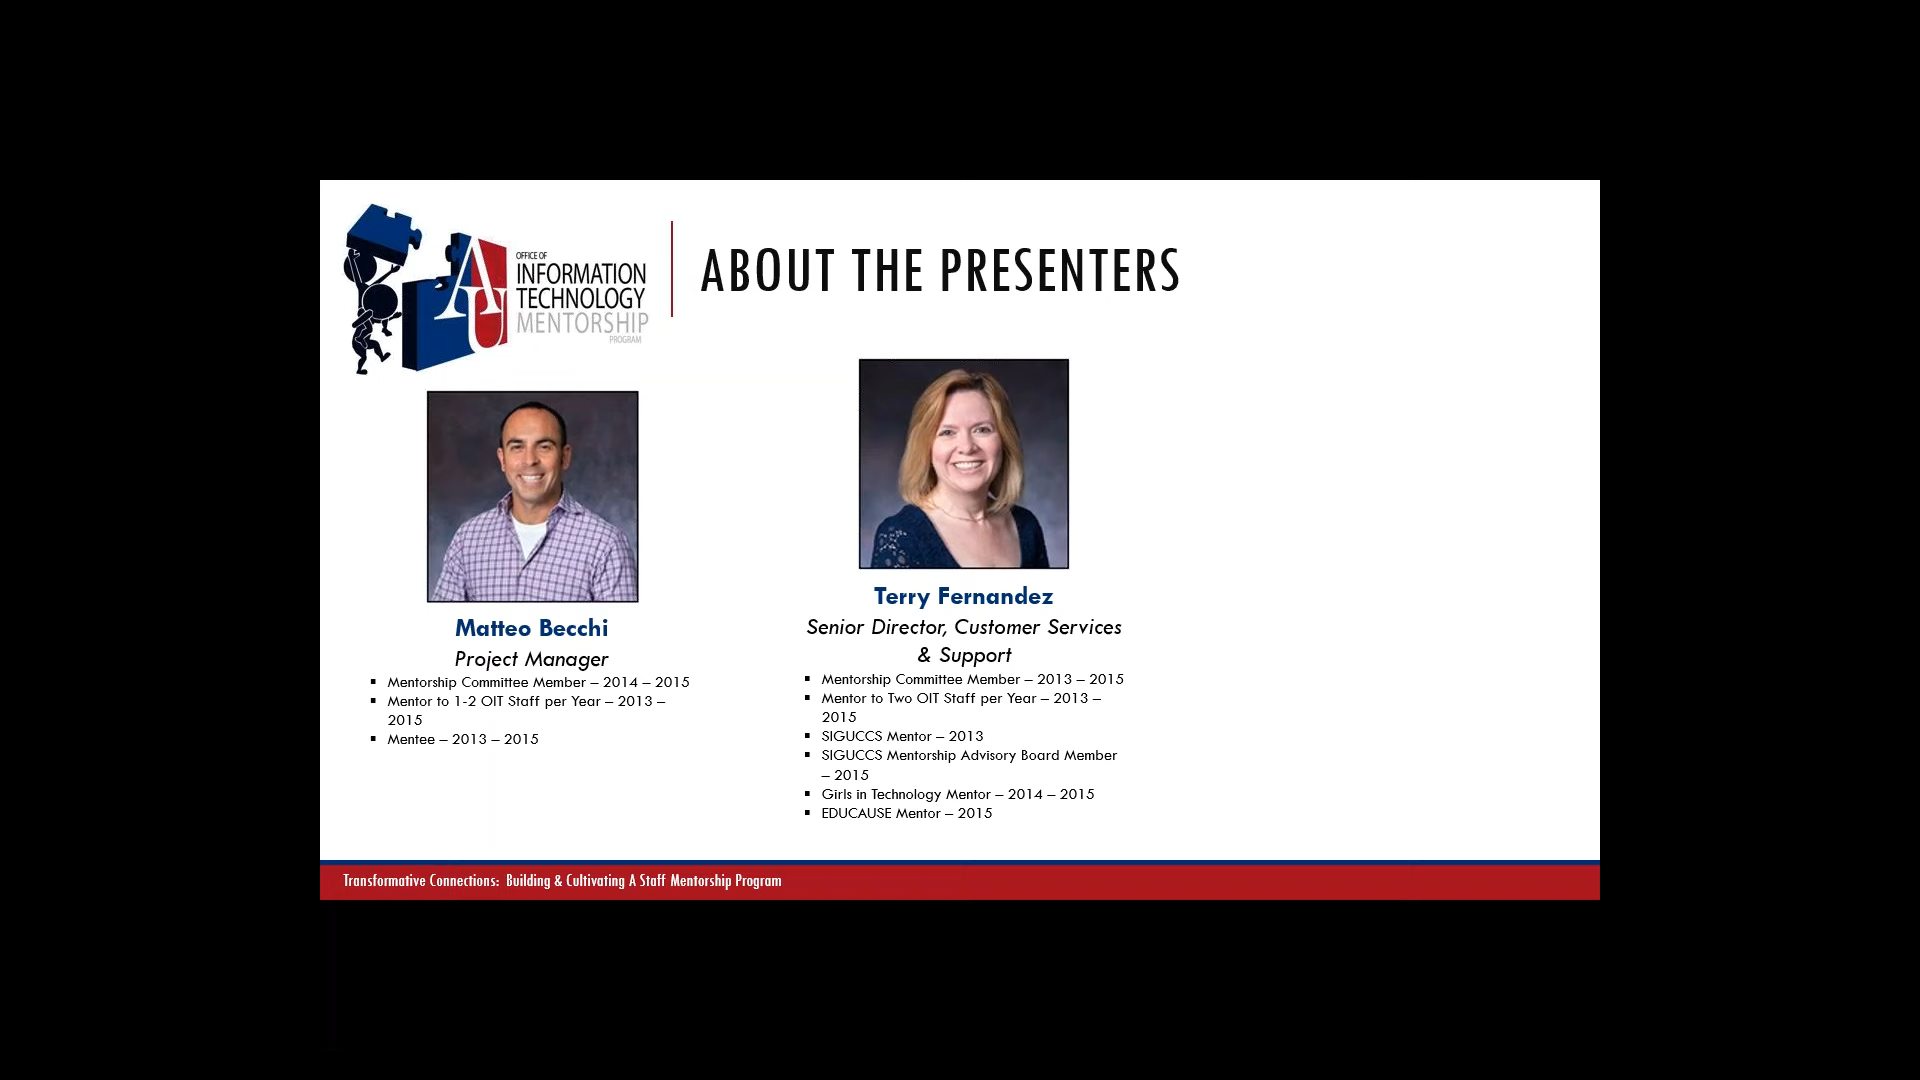 AU
OFFICE OF
INFORMATION
TECHNOLOGY
MENTORSHIP
PROGRAM
ABOUT THE PRESENTERS
Matteo Becchi
Project Manager
▪ Mentorship Committee Member – 2014 – 2015
▪ Mentor to 1-2 OIT Staff per Year – 2013 –
2015
▪ Mentee – 2013 – 2015
Terry Fernandez
Senior Director, Customer Services
& Support
▪ Mentorship Committee Member – 2013 – 2015
▪ Mentor to Two OIT Staff per Year – 2013 –
2015
▪ SIGUCCS Mentor – 2013
▪ SIGUCCS Mentorship Advisory Board Member
– 2015
▪ Girls in Technology Mentor – 2014 – 2015
▪ EDUCAUSE Mentor – 2015
Transformative Connections: Building & Cultivating A Staff Mentorship Program